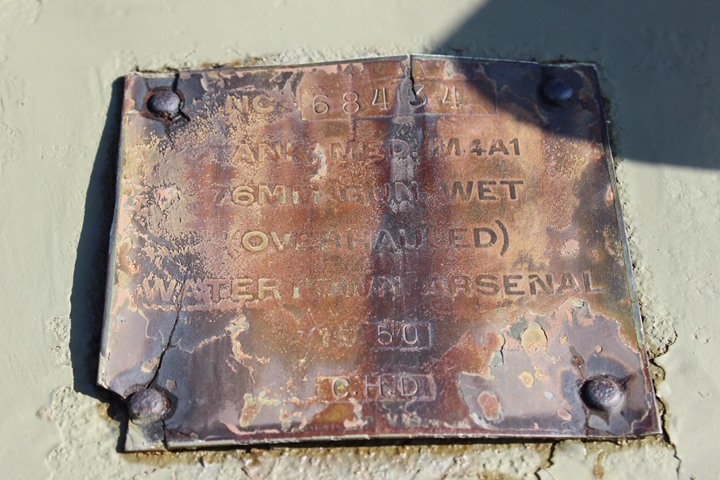 NO. 68434
TANK, MED., M4A1
76MM GUN WET
(OVERHAULED)
WATERTOWN ARSENAL
1950
C.H.D